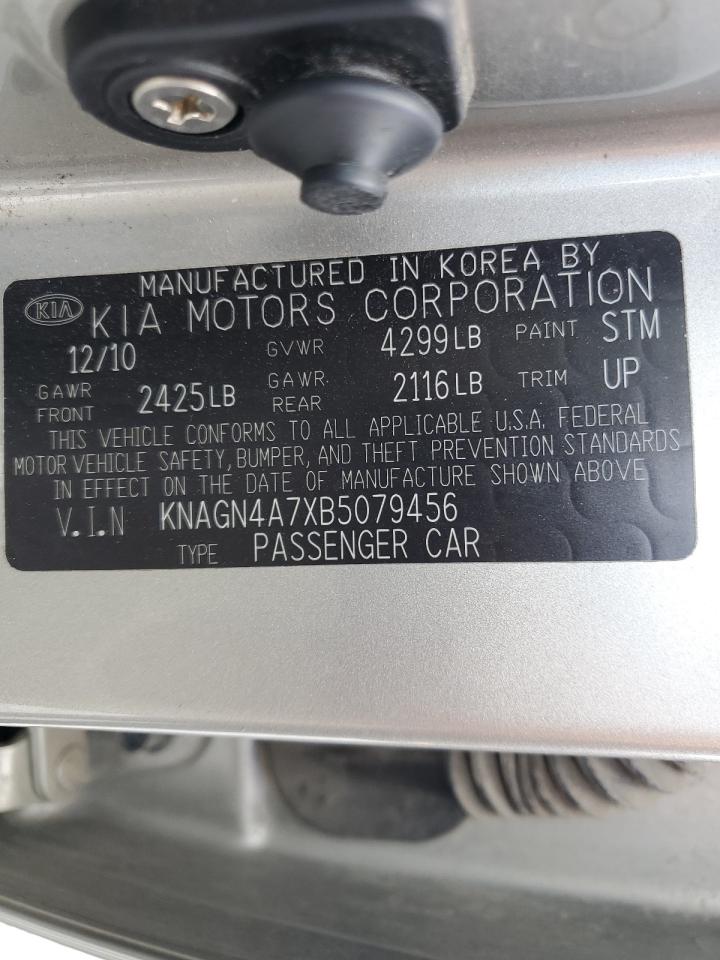 MANUFACTURED IN KOREA BY
KIA KIA MOTORS CORPORATION
12/10 GVWR 4299LB PAINT STM
GAWR FRONT 2425LB GAWR REAR 2116LB TRIM UP
THIS VEHICLE CONFORMS TO ALL APPLICABLE U.S.A. FEDERAL
MOTOR VEHICLE SAFETY, BUMPER, AND THEFT PREVENTION STANDARDS
IN EFFECT ON THE DATE OF MANUFACTURE SHOWN ABOVE
V.I.N KNAGN4A7XB5079456
TYPE PASSENGER CAR